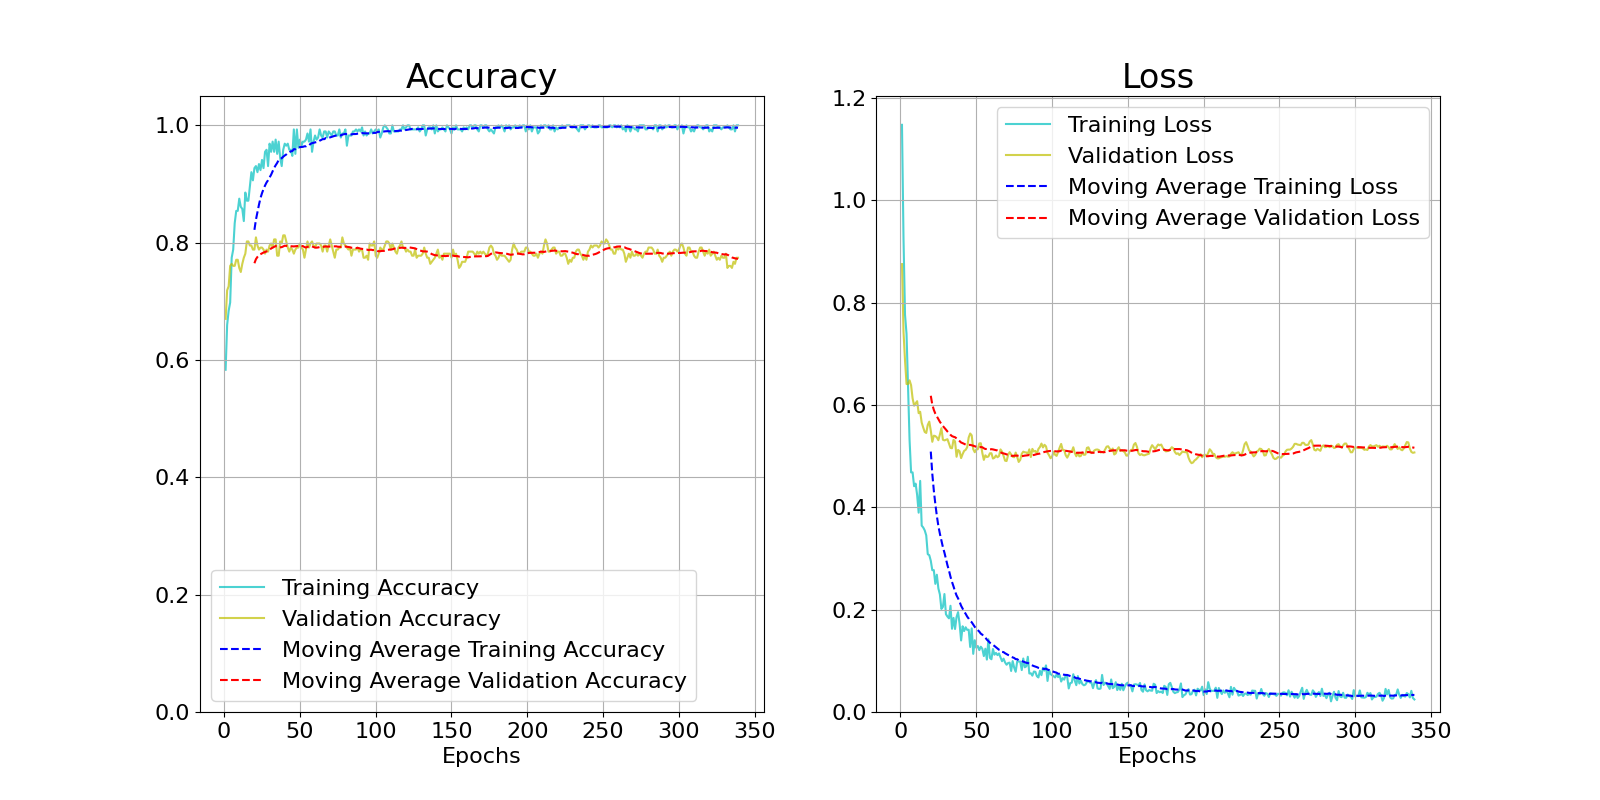 Accuracy
1.0
0.8
0.6
0.4
0.2
0.0
Training Accuracy
Validation Accuracy
Moving Average Training Accuracy
Moving Average Validation Accuracy
0 50 100 150 200 250 300 350
Epochs
Loss
1.2
1.0
0.8
0.6
0.4
0.2
0.0
Training Loss
Validation Loss
Moving Average Training Loss
Moving Average Validation Loss
0 50 100 150 200 250 300 350
Epochs